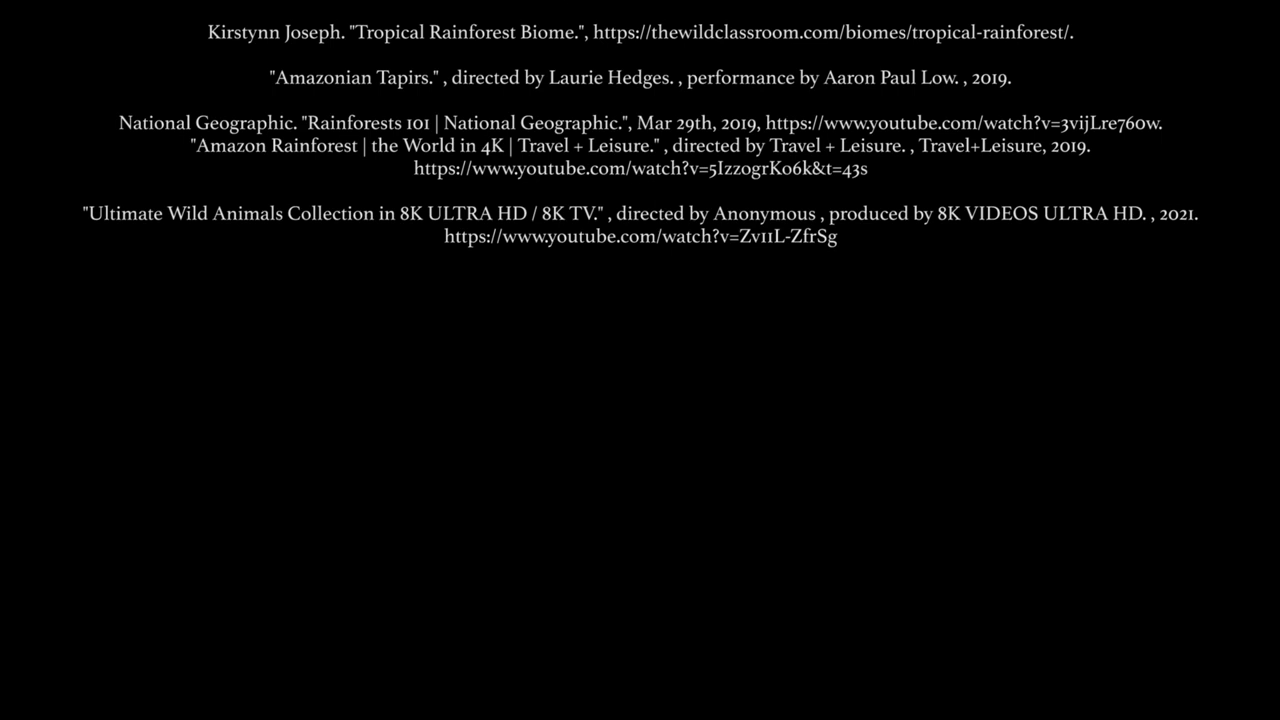 Kirstynn Joseph. "Tropical Rainforest Biome.", https://thewildclassroom.com/biomes/tropical-rainforest/.
"Amazonian Tapirs." , directed by Laurie Hedges. , performance by Aaron Paul Low. , 2019.
National Geographic. "Rainforests 101 | National Geographic.", Mar 29th, 2019, https://www.youtube.com/watch?v=3vijLre760w.
"Amazon Rainforest | the World in 4K | Travel + Leisure." , directed by Travel + Leisure. , Travel+Leisure, 2019.
https://www.youtube.com/watch?v=5IzzogrKo6k&t=43s
"Ultimate Wild Animals Collection in 8K ULTRA HD / 8K TV." , directed by Anonymous , produced by 8K VIDEOS ULTRA HD. , 2021.
https://www.youtube.com/watch?v=Zv11L-ZfrSg